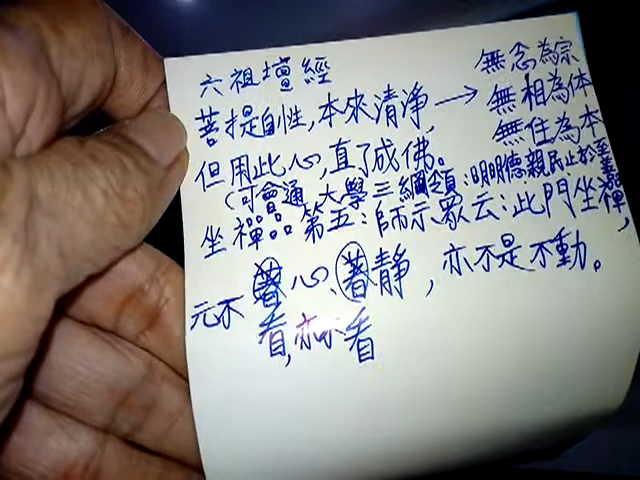 六祖壇經
無念為宗
菩提自性,本來清淨,→無相為体
無住為本
但用此心,直了成佛。
(可會通大學三綱領:明明德,親民,止於至善
坐禪品第五:師示眾云:此門坐禪,
元不著心、著靜,亦不是不動。
看,亦不看